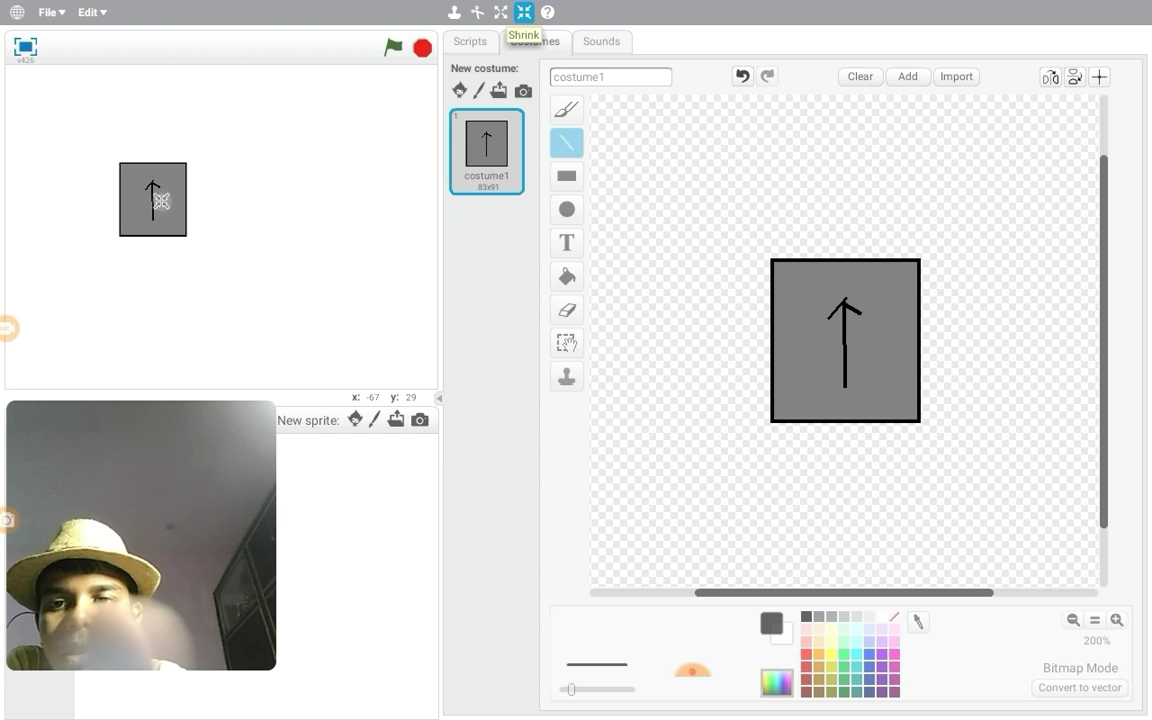 File Edit
Shrink
v426
Scripts Costumes Sounds
New costume:
costume1
Clear Add Import
1
costume1
83x91
T
x: -67 y: 29
New sprite:
200%
Bitmap Mode
Convert to vector